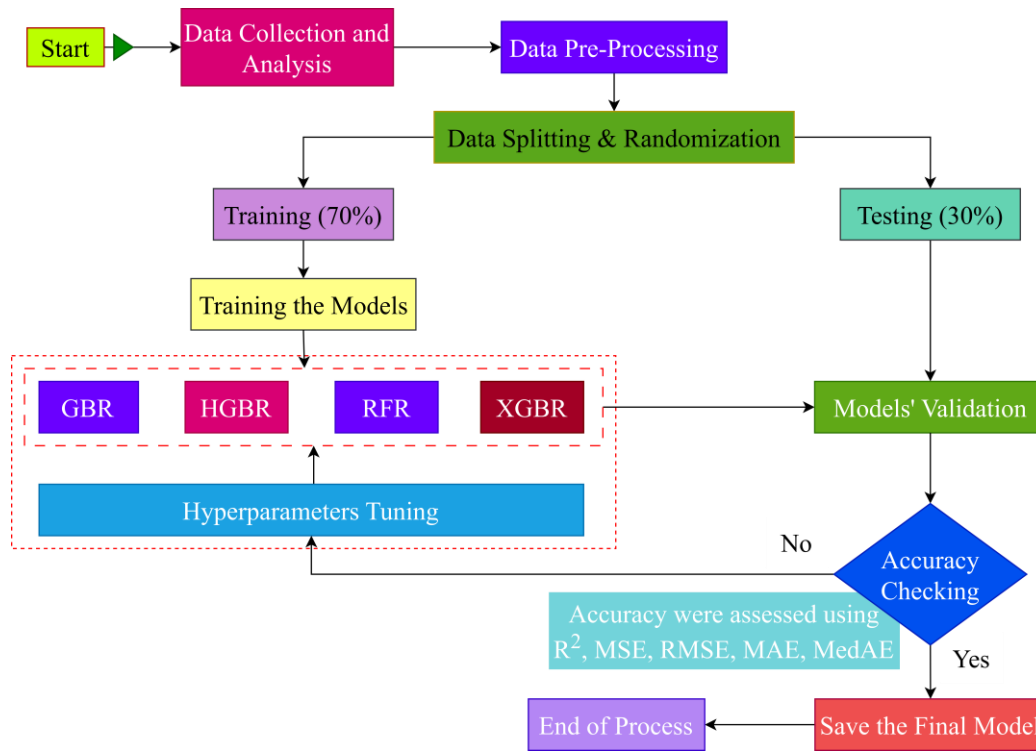 Start
Data Collection and
Analysis
Data Pre-Processing
Data Splitting & Randomization
Training (70%)
Testing (30%)
Training the Models
GBR
HGBR
RFR
XGBR
Models' Validation
Hyperparameters Tuning
No
Accuracy
Checking
Accuracy were assessed using
R², MSE, RMSE, MAE, MedAE
Yes
End of Process
Save the Final Model